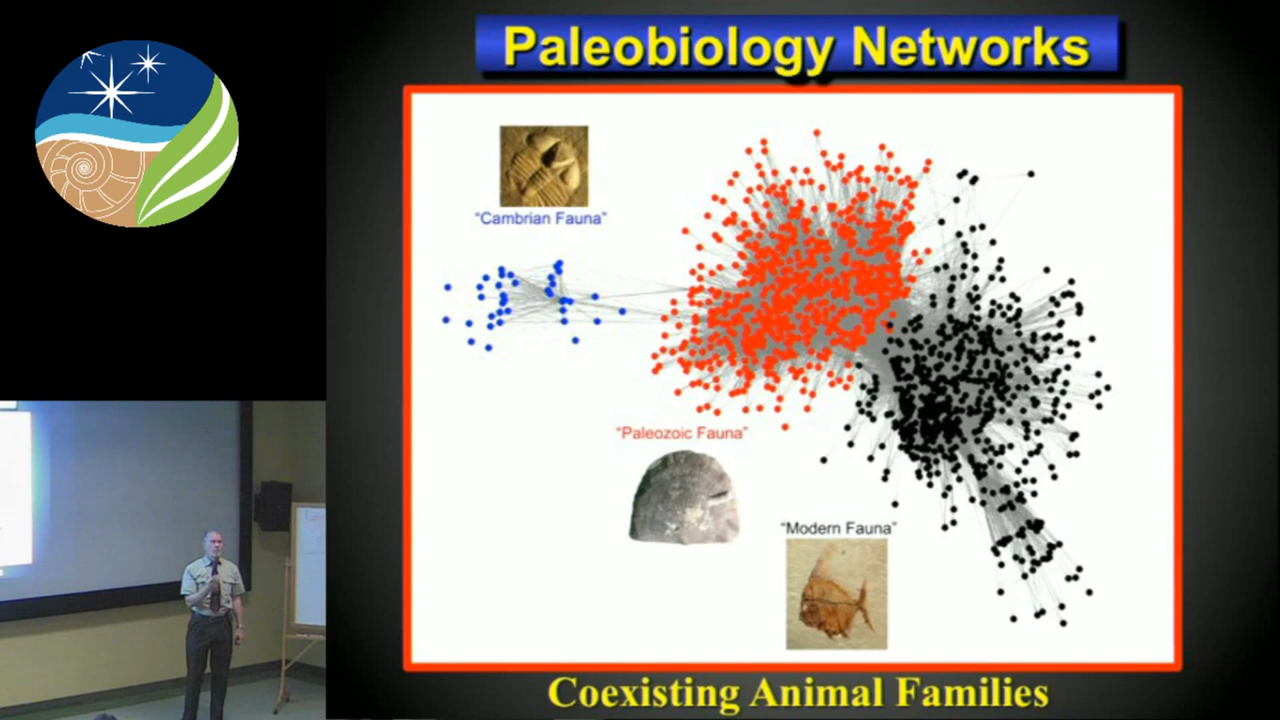 Paleobiology Networks
"Cambrian Fauna"
"Paleozoic Fauna"
"Modern Fauna"
Coexisting Animal Families